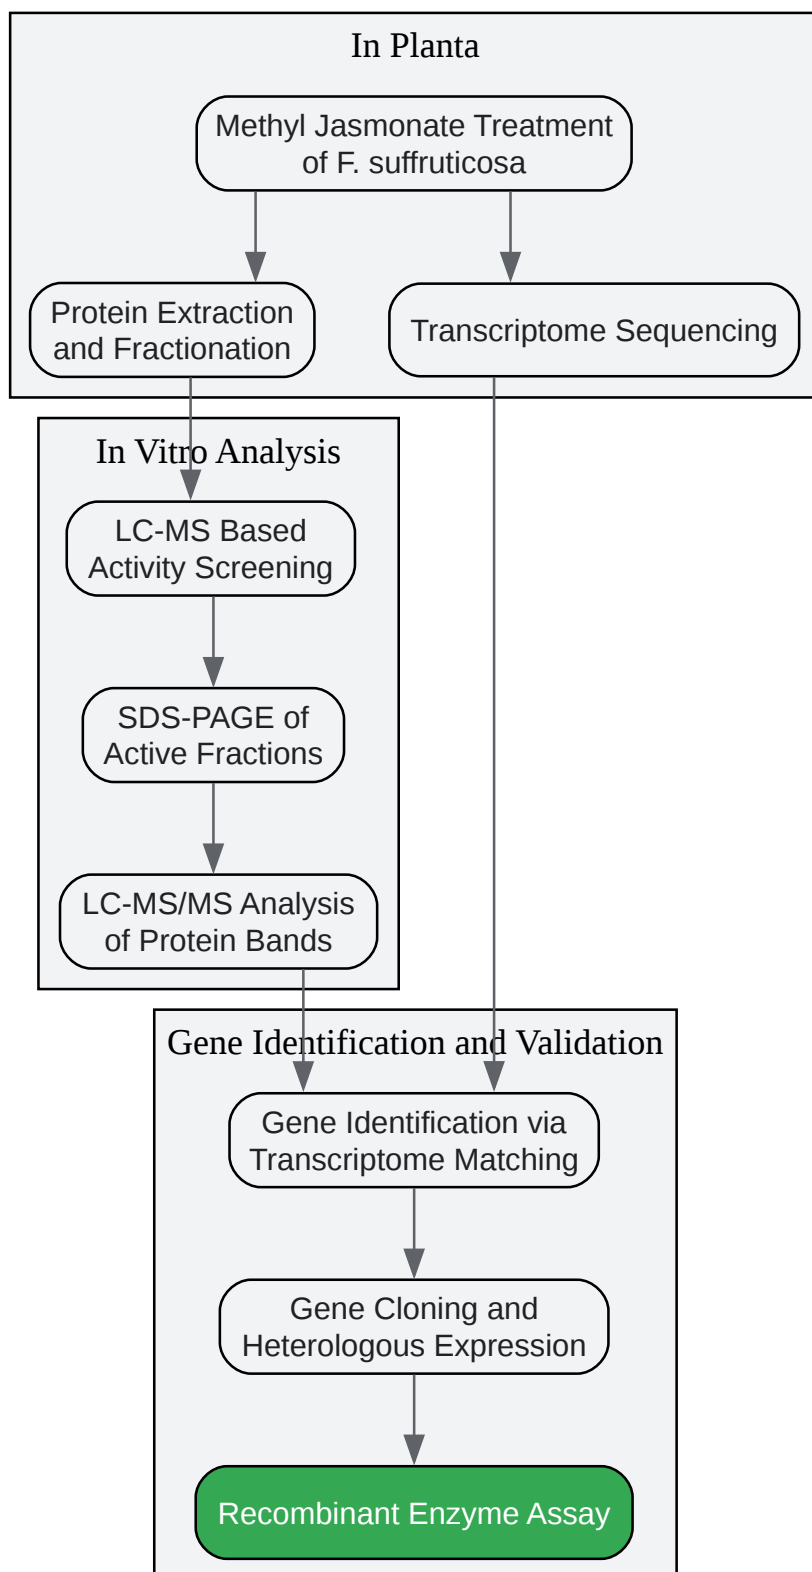 In Planta
Methyl Jasmonate Treatment
of F. suffruticosa
Protein Extraction
and Fractionation
Transcriptome Sequencing
In Vitro Analysis
LC-MS Based
Activity Screening
SDS-PAGE of
Active Fractions
LC-MS/MS Analysis
of Protein Bands
Gene Identification and Validation
Gene Identification via
Transcriptome Matching
Gene Cloning and
Heterologous Expression
Recombinant Enzyme Assay